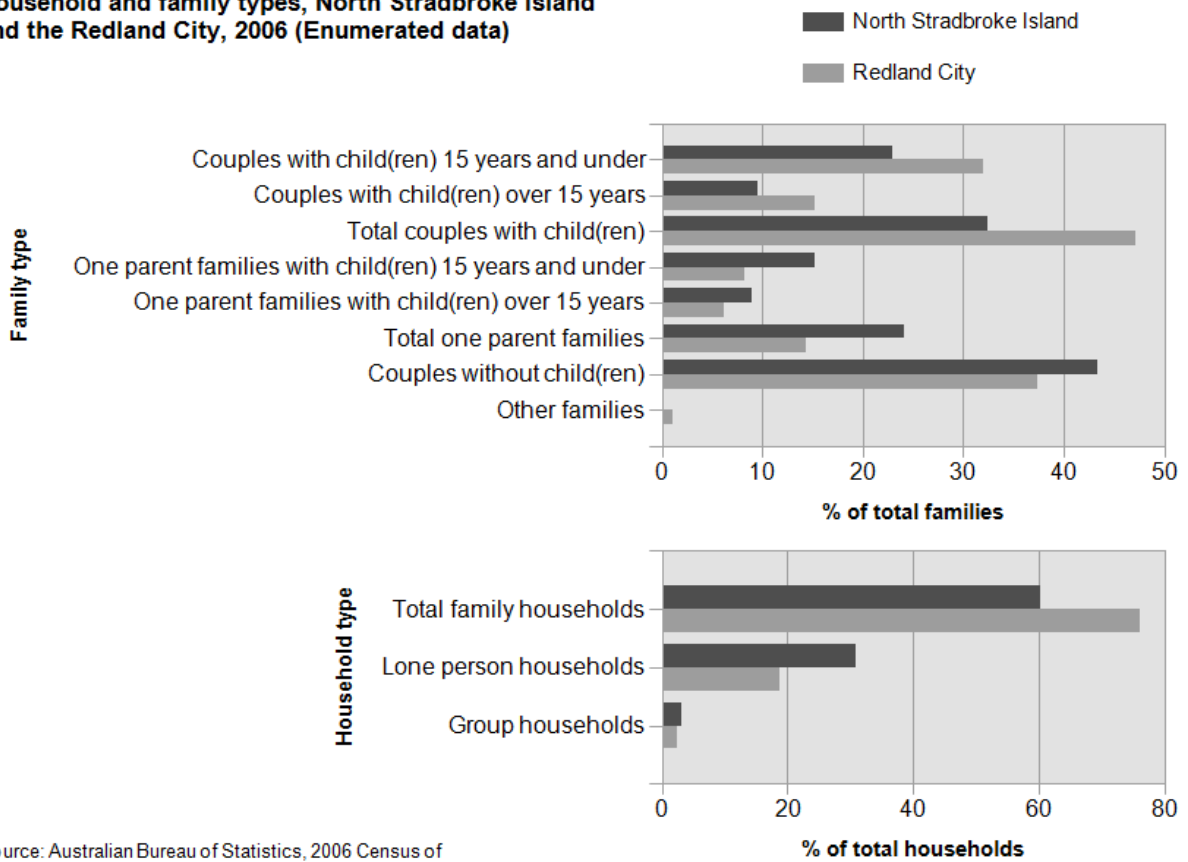 and family types, North Stradbroke Island
the Redland City, 2006 (Enumerated data)
North Stradbroke Island
Redland City
Family type
Couples with child(ren) 15 years and under
Couples with child(ren) over 15 years
Total couples with child(ren)
One parent families with child(ren) 15 years and under
One parent families with child(ren) over 15 years
Total one parent families
Couples without child(ren)
Other families
0 10 20 30 40 50
% of total families
Household type
Total family households
Lone person households
Group households
0 20 40 60 80
% of total households
Australian Bureau of Statistics, 2006 Census of